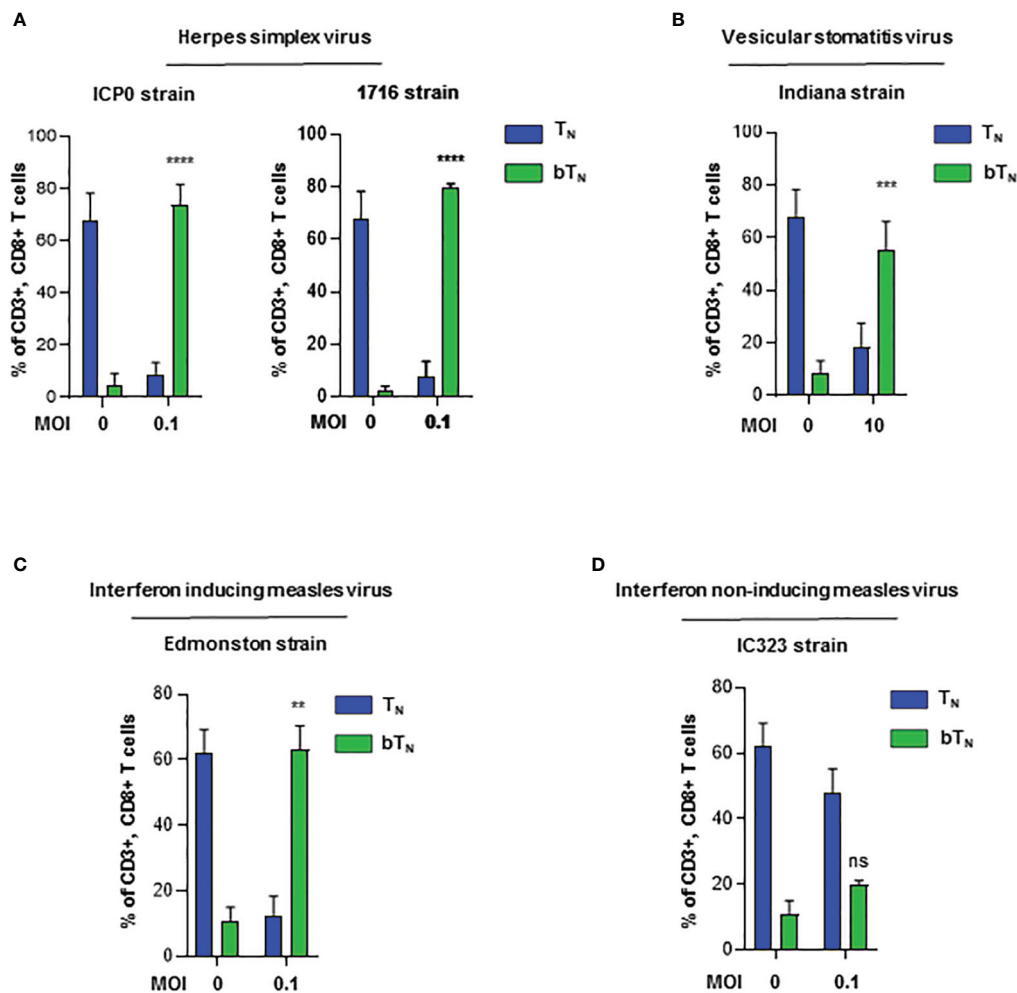 A
Herpes simplex virus
ICP0 strain
1716 strain
% of CD3+, CD8+ T cells
100
80
60
40
20
0
****
MOI 0 0.1
% of CD3+, CD8+ T cells
100
80
60
40
20
0
****
MOI 0 0.1
TN
bTN
B
Vesicular stomatitis virus
Indiana strain
% of CD3+, CD8+ T cells
100
80
60
40
20
0
***
MOI 0 10
TN
bTN
C
Interferon inducing measles virus
Edmonston strain
% of CD3+, CD8+ T cells
80
60
40
20
0
**
MOI 0 0.1
TN
bTN
D
Interferon non-inducing measles virus
IC323 strain
% of CD3+, CD8+ T cells
80
60
40
20
0
ns
MOI 0 0.1
TN
bTN